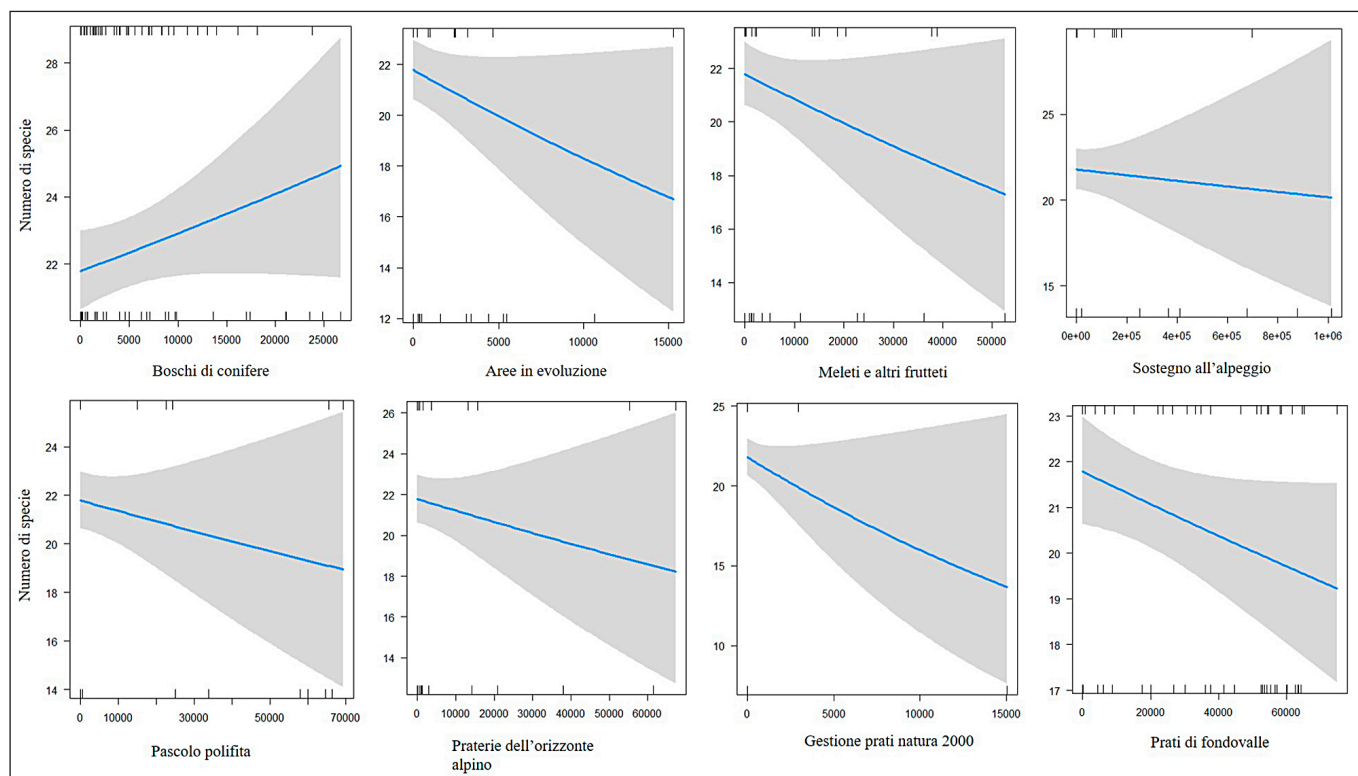 Numero di specie
28
26
24
22
0 5000 10000 15000 20000 25000
Boschi di conifere
22
20
18
16
14
12
0 5000 10000 15000
Aree in evoluzione
22
20
18
16
14
0 10000 20000 30000 40000 50000
Meleti e altri frutteti
25
20
15
0e+00 2e+05 4e+05 6e+05 8e+05 1e+06
Sostegno all'alpeggio
Numero di specie
24
22
20
18
16
14
0 10000 30000 50000 70000
Pascolo polifita
26
24
22
20
18
16
14
0 10000 20000 30000 40000 50000 60000
Praterie dell'orizzonte
alpino
25
20
15
10
0 5000 10000 15000
Gestione prati natura 2000
23
22
21
20
19
18
17
0 20000 40000 60000
Prati di fondovalle